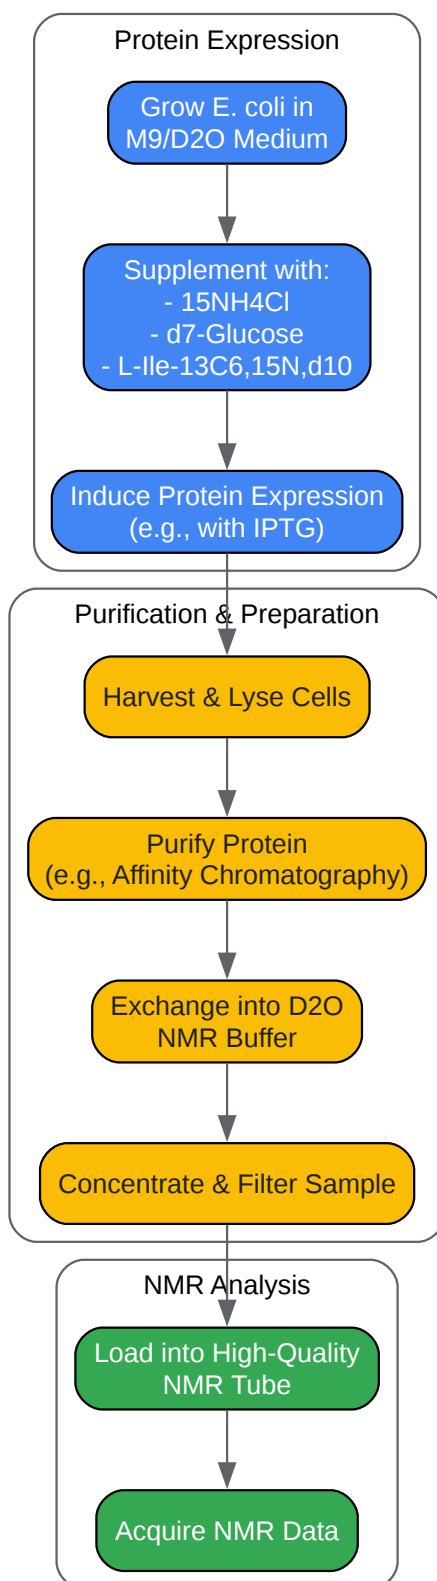 Protein Expression
Grow E. coli in
M9/D2O Medium
Supplement with:
- 15NH4Cl
- d7-Glucose
- L-Ile-13C6,15N,d10
Induce Protein Expression
(e.g., with IPTG)
Purification & Preparation
Harvest & Lyse Cells
Purify Protein
(e.g., Affinity Chromatography)
Exchange into D2O
NMR Buffer
Concentrate & Filter Sample
NMR Analysis
Load into High-Quality
NMR Tube
Acquire NMR Data